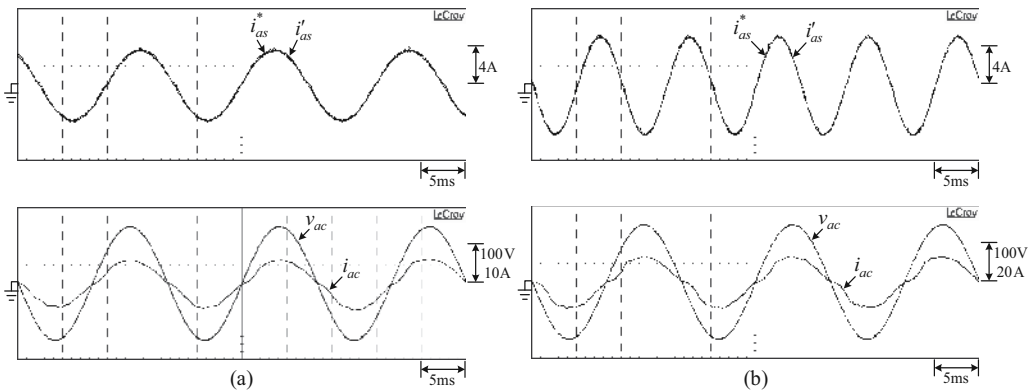 LeCroy
i*as i'as
4A
5ms
LeCroy
i*as i'as
4A
5ms
LeCroy
vac
100V
10A
iac
5ms
(a)
LeCroy
vac
100V
20A
iac
5ms
(b)